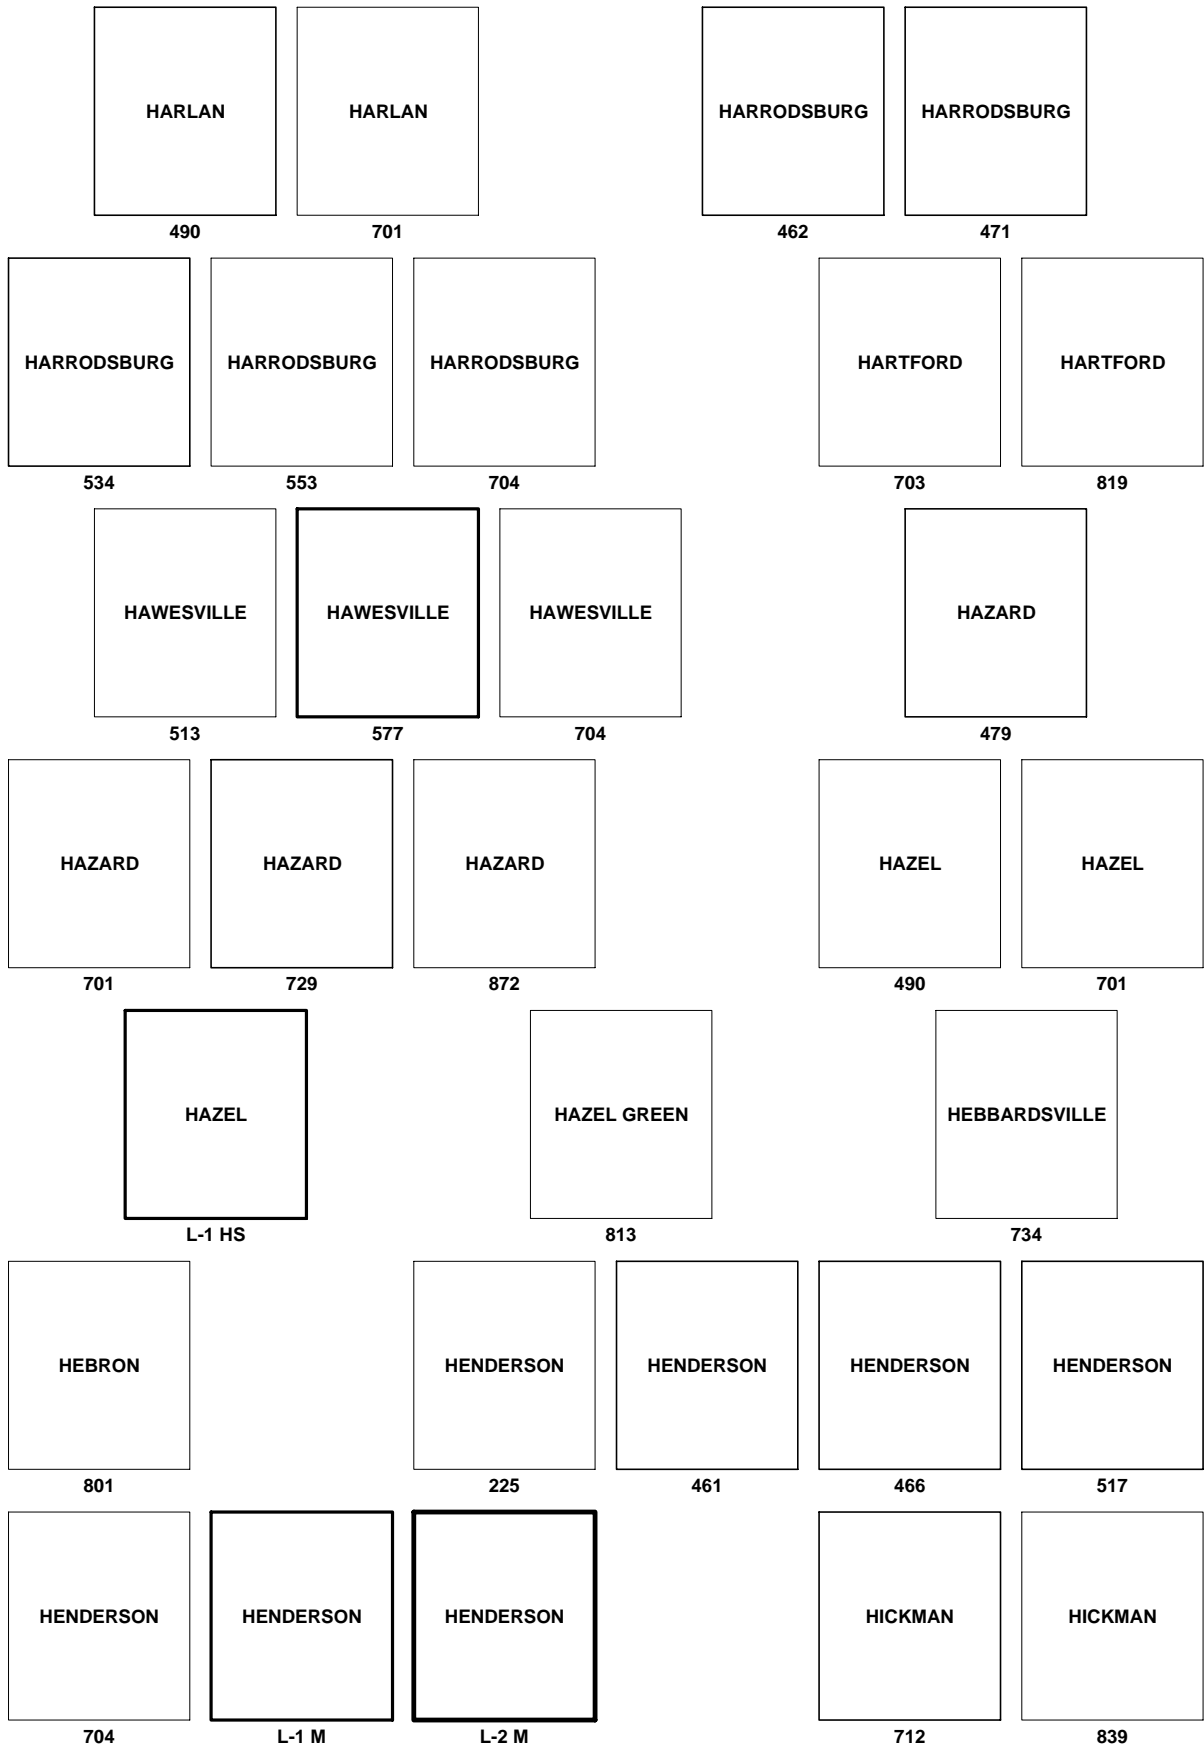 HARLAN HARLAN HARRODSBURG HARRODSBURG
490 701 462 471
HARRODSBURG HARRODSBURG HARRODSBURG HARTFORD HARTFORD
534 553 704 703 819
HAWESVILLE HAWESVILLE HAWESVILLE HAZARD
513 577 704 479
HAZARD HAZARD HAZARD HAZEL HAZEL
701 729 872 490 701
HAZEL HAZEL GREEN HEBBARDSVILLE
L-1 HS 813 734
HEBRON HENDERSON HENDERSON HENDERSON HENDERSON
801 225 461 466 517
HENDERSON HENDERSON HENDERSON HICKMAN HICKMAN
704 L-1 M L-2 M 712 839